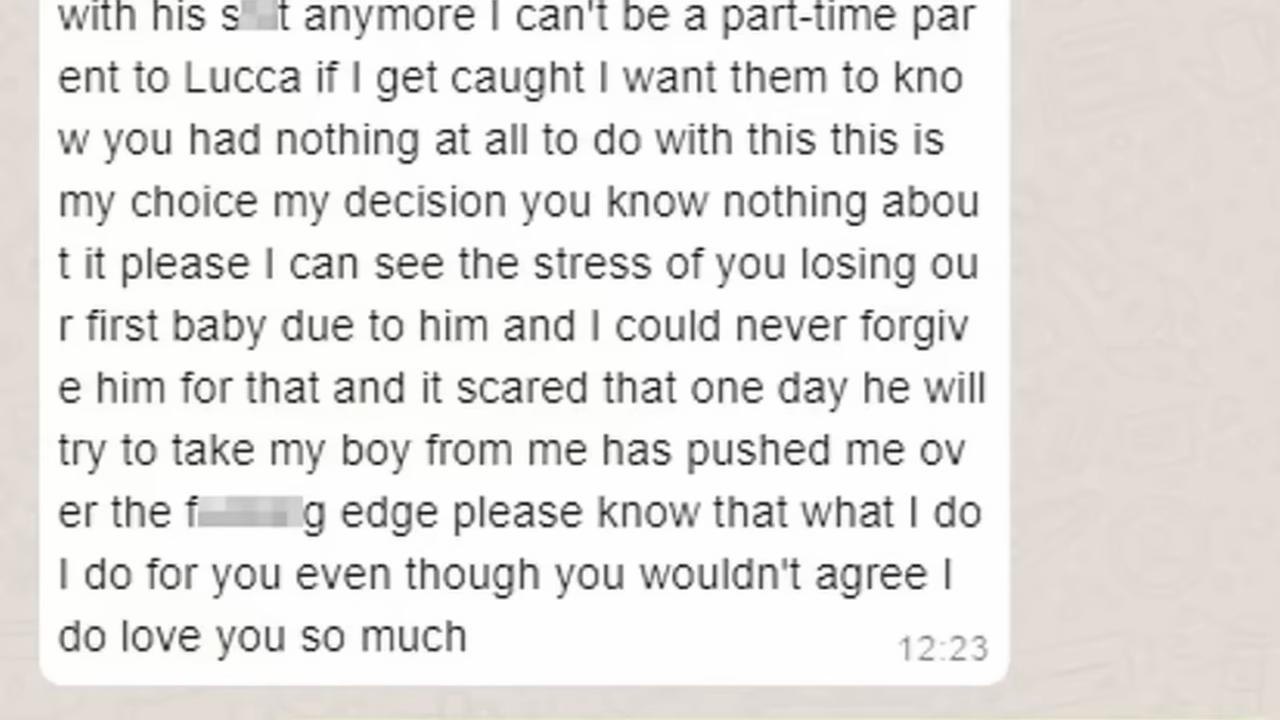 with his s t anymore I can't be a part-time par
ent to Lucca if I get caught I want them to kno
w you had nothing at all to do with this this is
my choice my decision you know nothing abou
t it please I can see the stress of you losing ou
r first baby due to him and I could never forgiv
e him for that and it scared that one day he will
try to take my boy from me has pushed me ov
er the f g edge please know that what I do
I do for you even though you wouldn't agree I
do love you so much
12:23